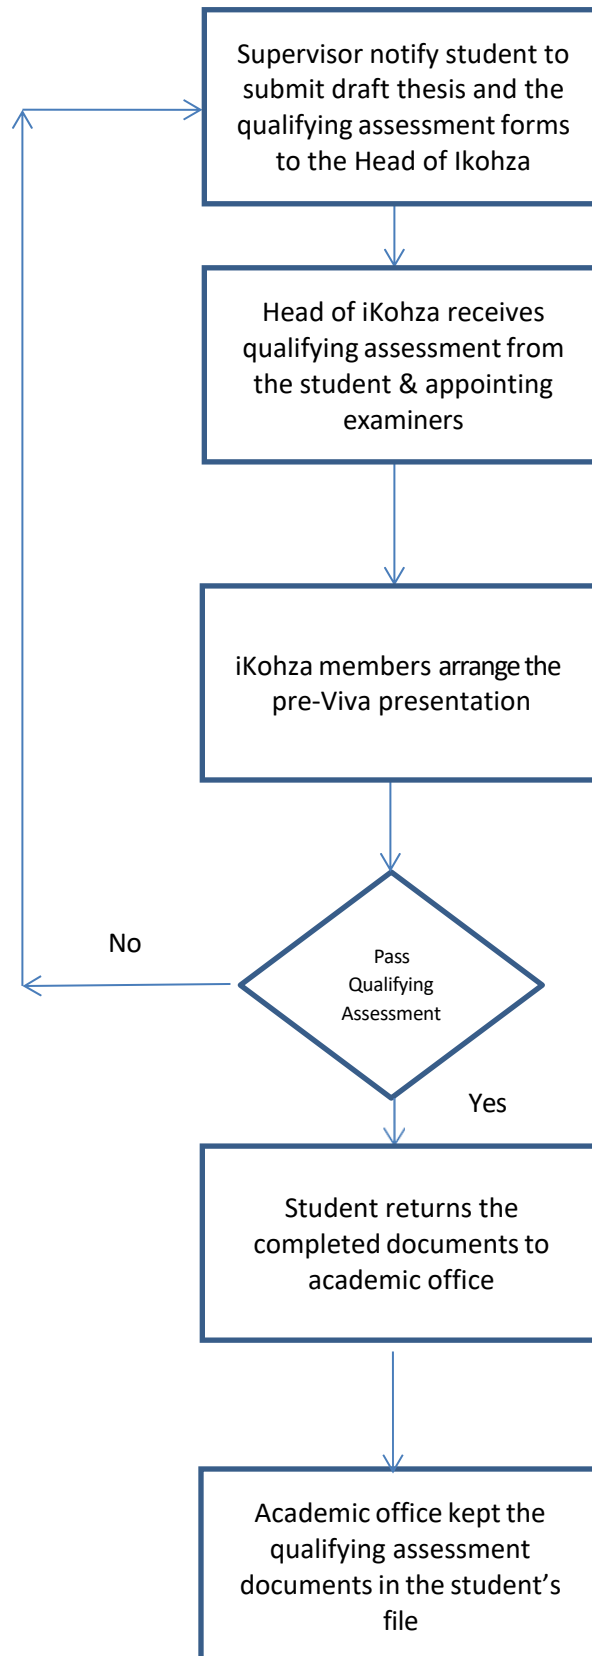 Supervisor notify student to
submit draft thesis and the
qualifying assessment forms
to the Head of Ikohza
Head of iKohza receives
qualifying assessment from
the student & appointing
examiners
iKohza members arrange the
pre-Viva presentation
No
Pass
Qualifying
Assessment
Yes
Student returns the
completed documents to
academic office
Academic office kept the
qualifying assessment
documents in the student’s
file